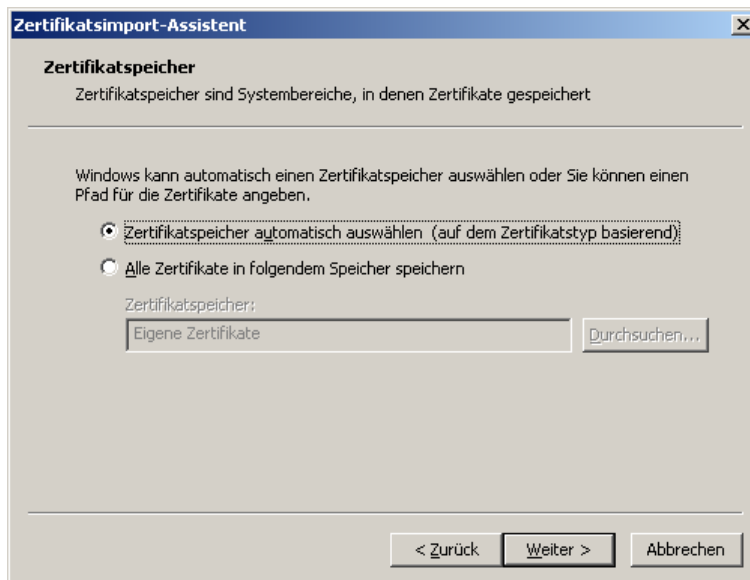 Zertifikatsimport-Assistent
Zertifikatspeicher
Zertifikatspeicher sind Systembereiche, in denen Zertifikate gespeichert
Windows kann automatisch einen Zertifikatspeicher auswählen oder Sie können einen
Pfad für die Zertifikate angeben.
Zertifikatspeicher automatisch auswählen (auf dem Zertifikatstyp basierend)
Alle Zertifikate in folgendem Speicher speichern
Zertifikatspeicher:
Eigene Zertifikate
Durchsuchen...
< Zurück
Weiter >
Abbrechen